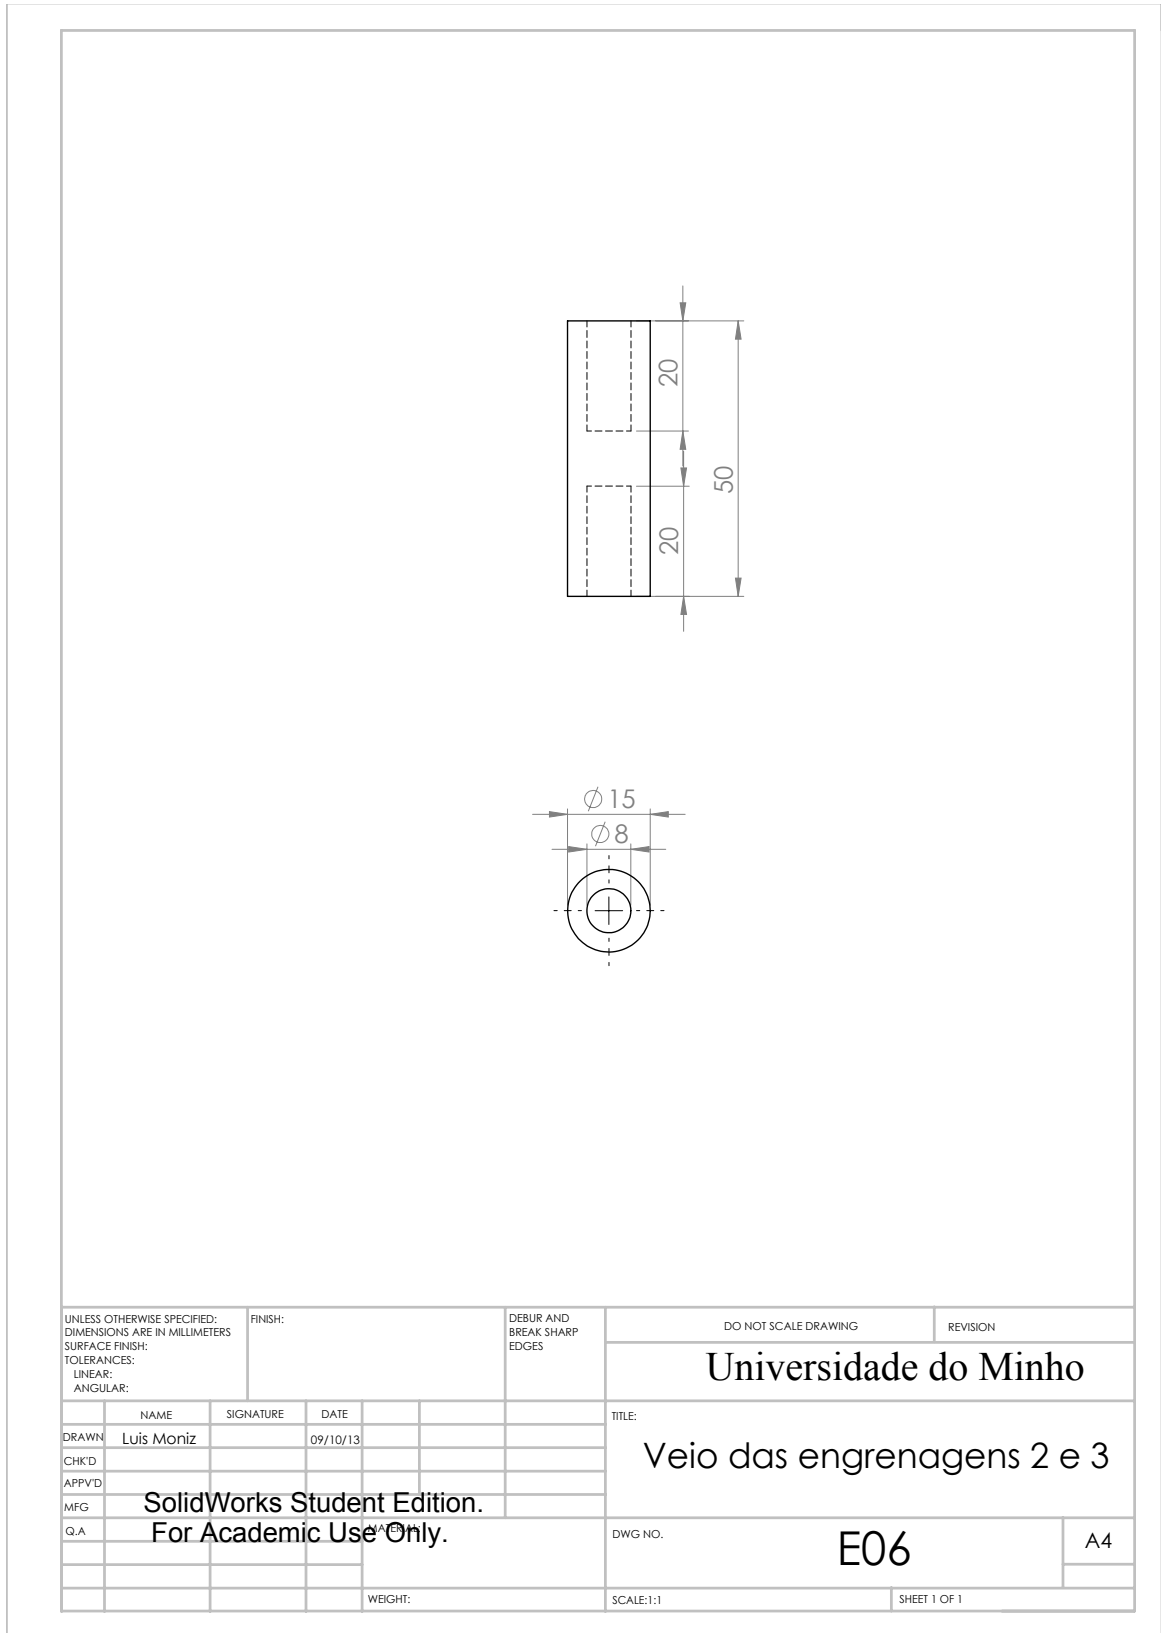 20
50
20
∅15
∅8
UNLESS OTHERWISE SPECIFIED:
DIMENSIONS ARE IN MILLIMETERS
SURFACE FINISH:
TOLERANCES:
LINEAR:
ANGULAR:
FINISH:
DEBUR AND
BREAK SHARP
EDGES
DO NOT SCALE DRAWING
REVISION
Universidade do Minho
NAME SIGNATURE DATE
DRAWN Luis Moniz 09/10/13
CHK'D
APPV'D
MFG
Q.A
SolidWorks Student Edition.
For Academic Use Only.
MATERIAL:
WEIGHT:
TITLE:
Veio das engrenagens 2 e 3
DWG NO.
E06
A4
SCALE:1:1
SHEET 1 OF 1